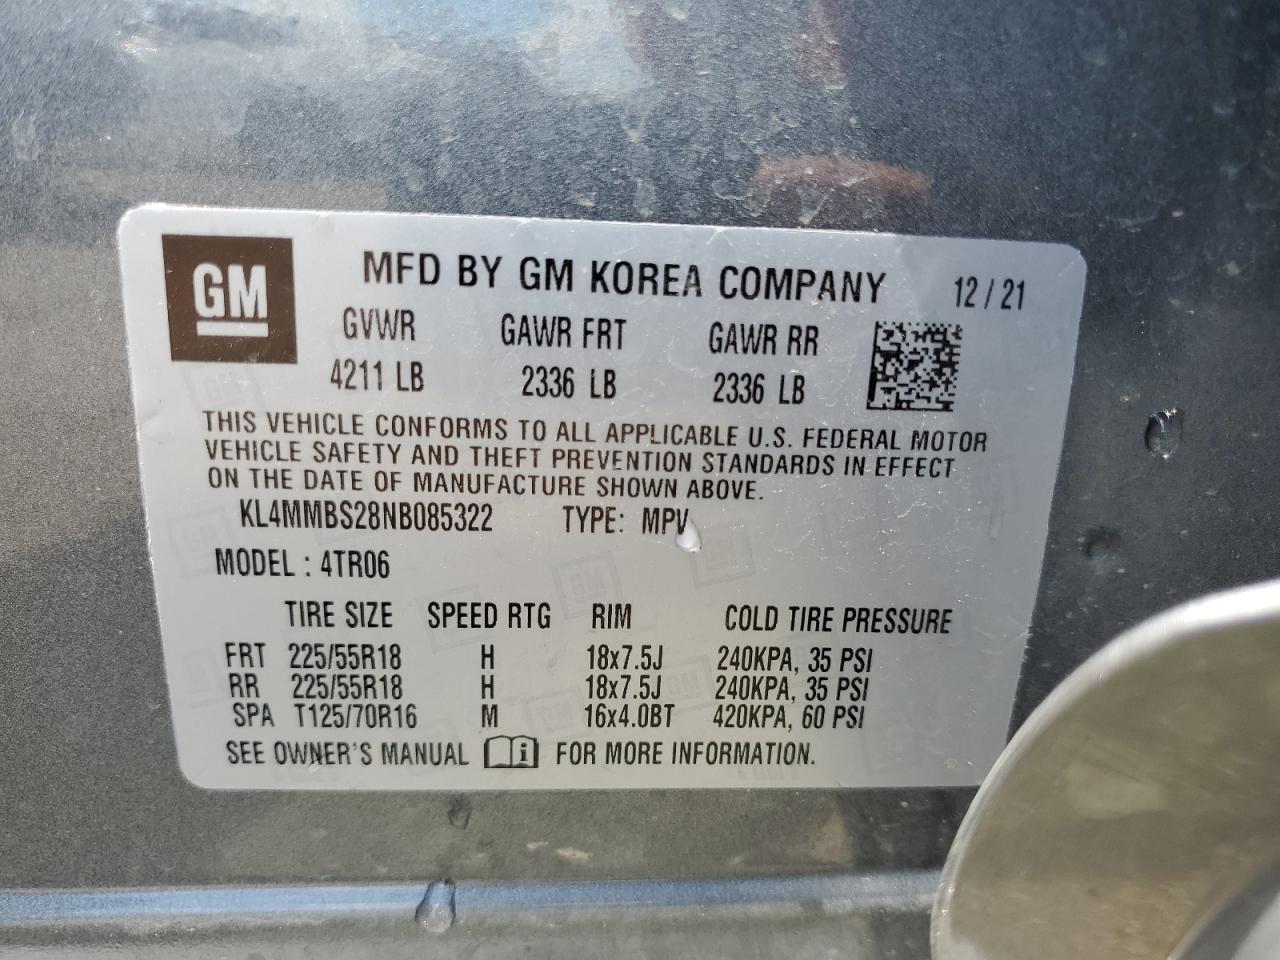 GM
MFD BY GM KOREA COMPANY 12/21
GVWR GAWR FRT GAWR RR
4211 LB 2336 LB 2336 LB
THIS VEHICLE CONFORMS TO ALL APPLICABLE U.S. FEDERAL MOTOR
VEHICLE SAFETY AND THEFT PREVENTION STANDARDS IN EFFECT
ON THE DATE OF MANUFACTURE SHOWN ABOVE.
KL4MMBS28NB085322 TYPE: MPV
MODEL : 4TR06
TIRE SIZE SPEED RTG RIM COLD TIRE PRESSURE
FRT 225/55R18 H 18x7.5J 240KPA, 35 PSI
RR 225/55R18 H 18x7.5J 240KPA, 35 PSI
SPA T125/70R16 M 16x4.0BT 420KPA, 60 PSI
SEE OWNER'S MANUAL i FOR MORE INFORMATION.